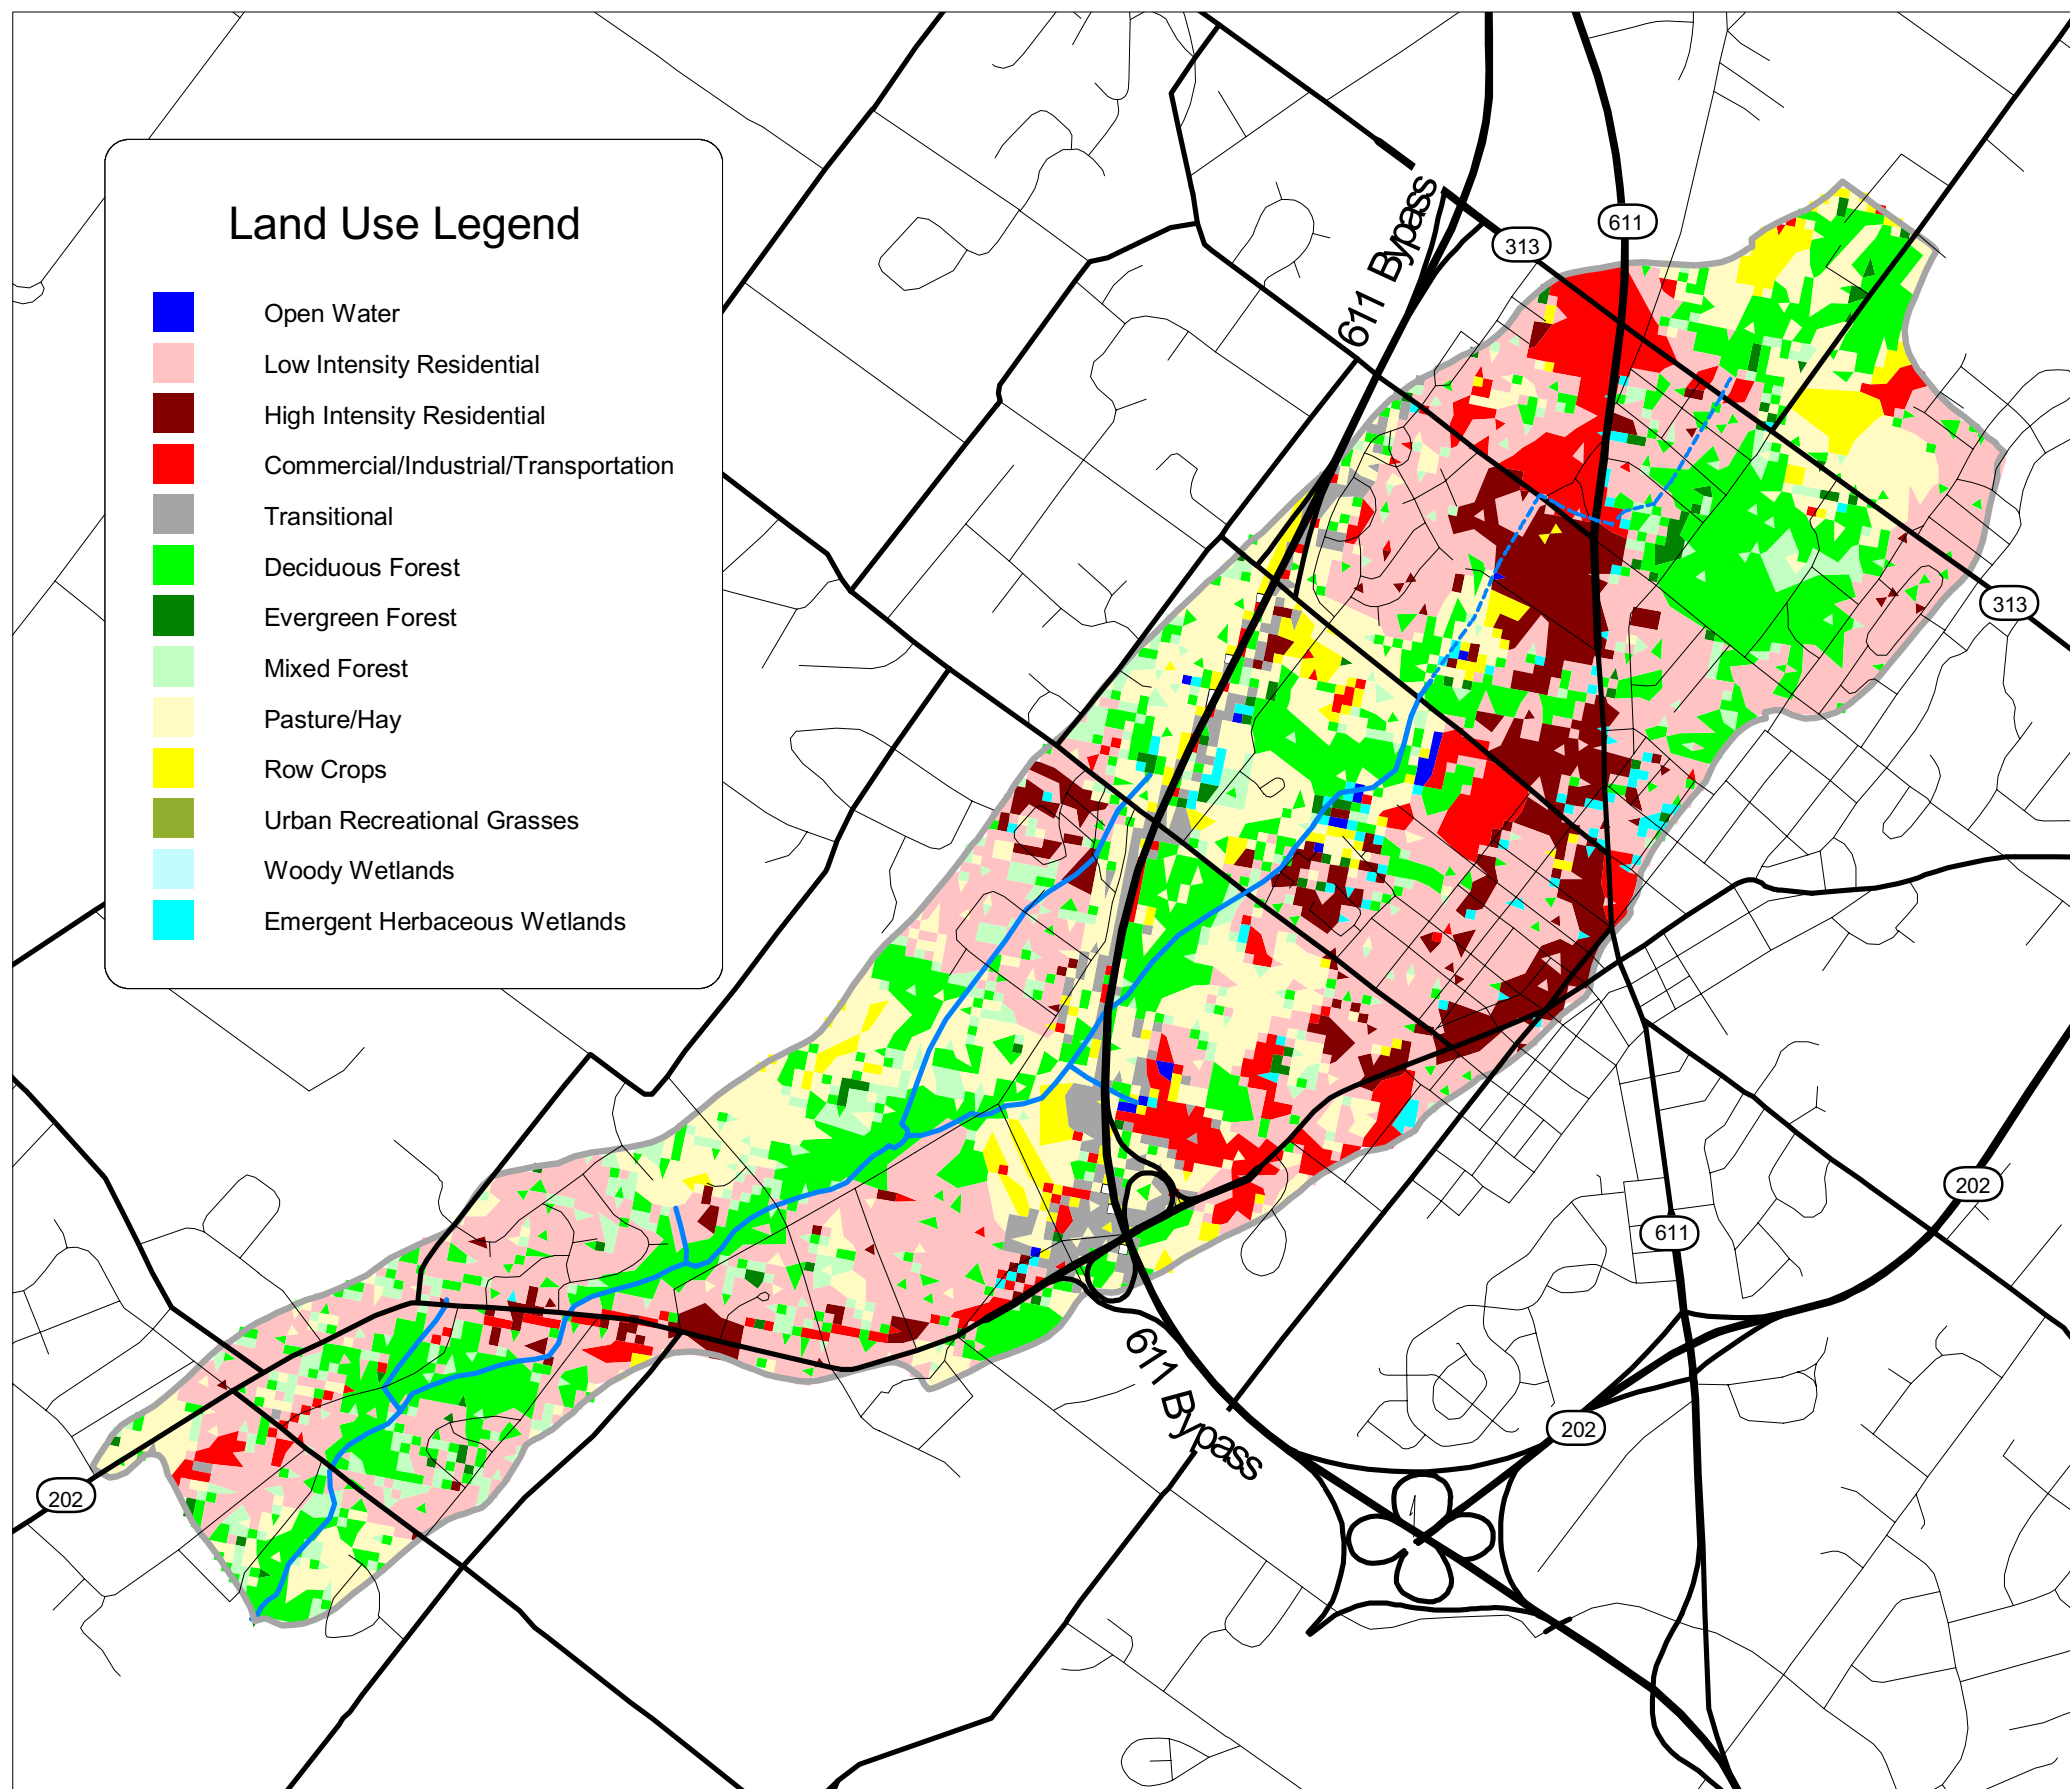 Land Use Legend
Open Water
Low Intensity Residential
High Intensity Residential
Commercial/Industrial/Transportation
Transitional
Deciduous Forest
Evergreen Forest
Mixed Forest
Pasture/Hay
Row Crops
Urban Recreational Grasses
Woody Wetlands
Emergent Herbaceous Wetlands
611 Bypass
313
611
313
202
611
611 Bypass
202
202